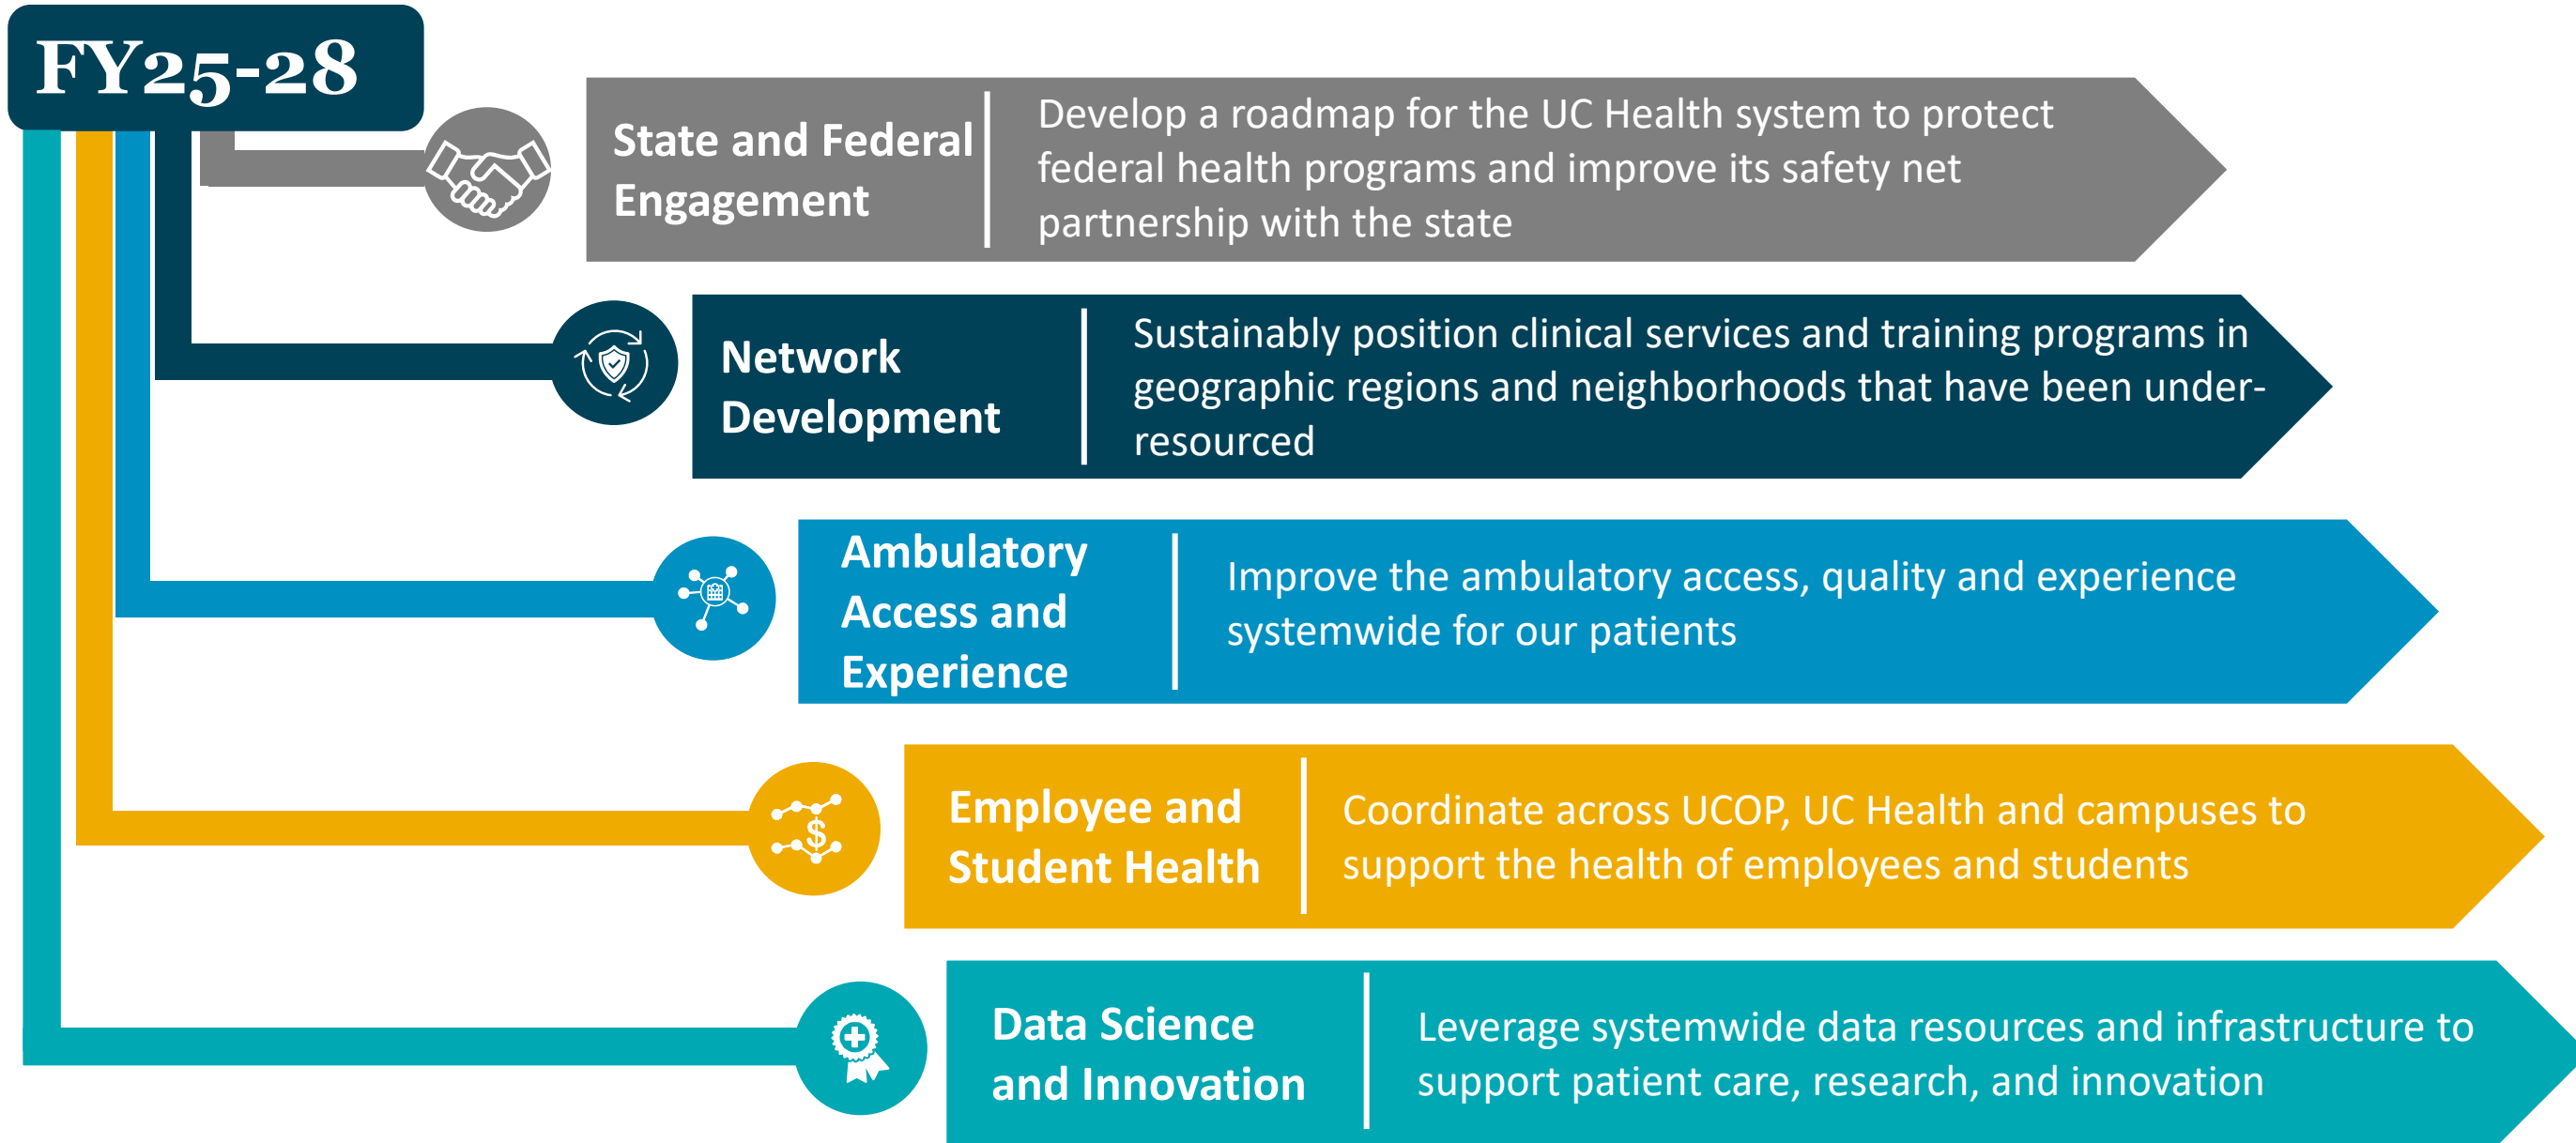 FY25-28
State and Federal
Engagement
Develop a roadmap for the UC Health system to protect
federal health programs and improve its safety net
partnership with the state
Network
Development
Sustainably position clinical services and training programs in
geographic regions and neighborhoods that have been under-
resourced
Ambulatory
Access and
Experience
Improve the ambulatory access, quality and experience
systemwide for our patients
$
Employee and
Student Health
Coordinate across UCOP, UC Health and campuses to
support the health of employees and students
Data Science
and Innovation
Leverage systemwide data resources and infrastructure to
support patient care, research, and innovation